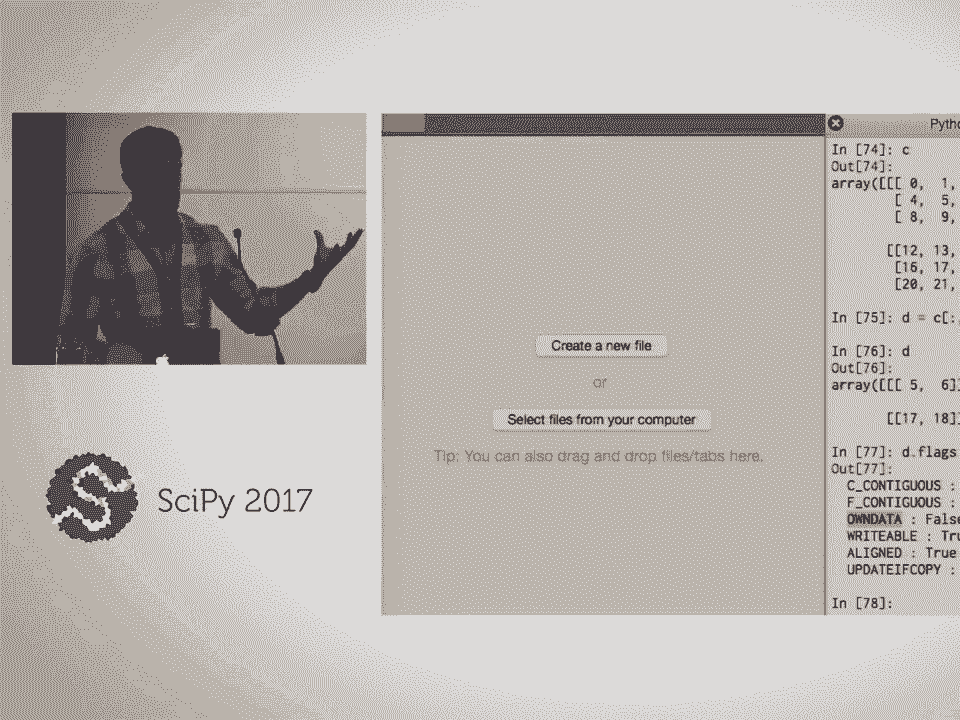 SciPy 2017
Create a new file
or
Select files from your computer
Tip: You can also drag and drop files/tabs here.
Pytho
In [74]: c
Out[74]:
array([[[ 0, 1,
[ 4, 5,
[ 8, 9,
[[12, 13,
[16, 17,
[20, 21,
In [75]: d = c[:,
In [76]: d
Out[76]:
array([[[ 5, 6]]
[[17, 18]]
In [77]: d.flags
Out[77]:
C_CONTIGUOUS :
F_CONTIGUOUS :
OWNDATA : False
WRITEABLE : Tru
ALIGNED : True
UPDATEIFCOPY :
In [78]: